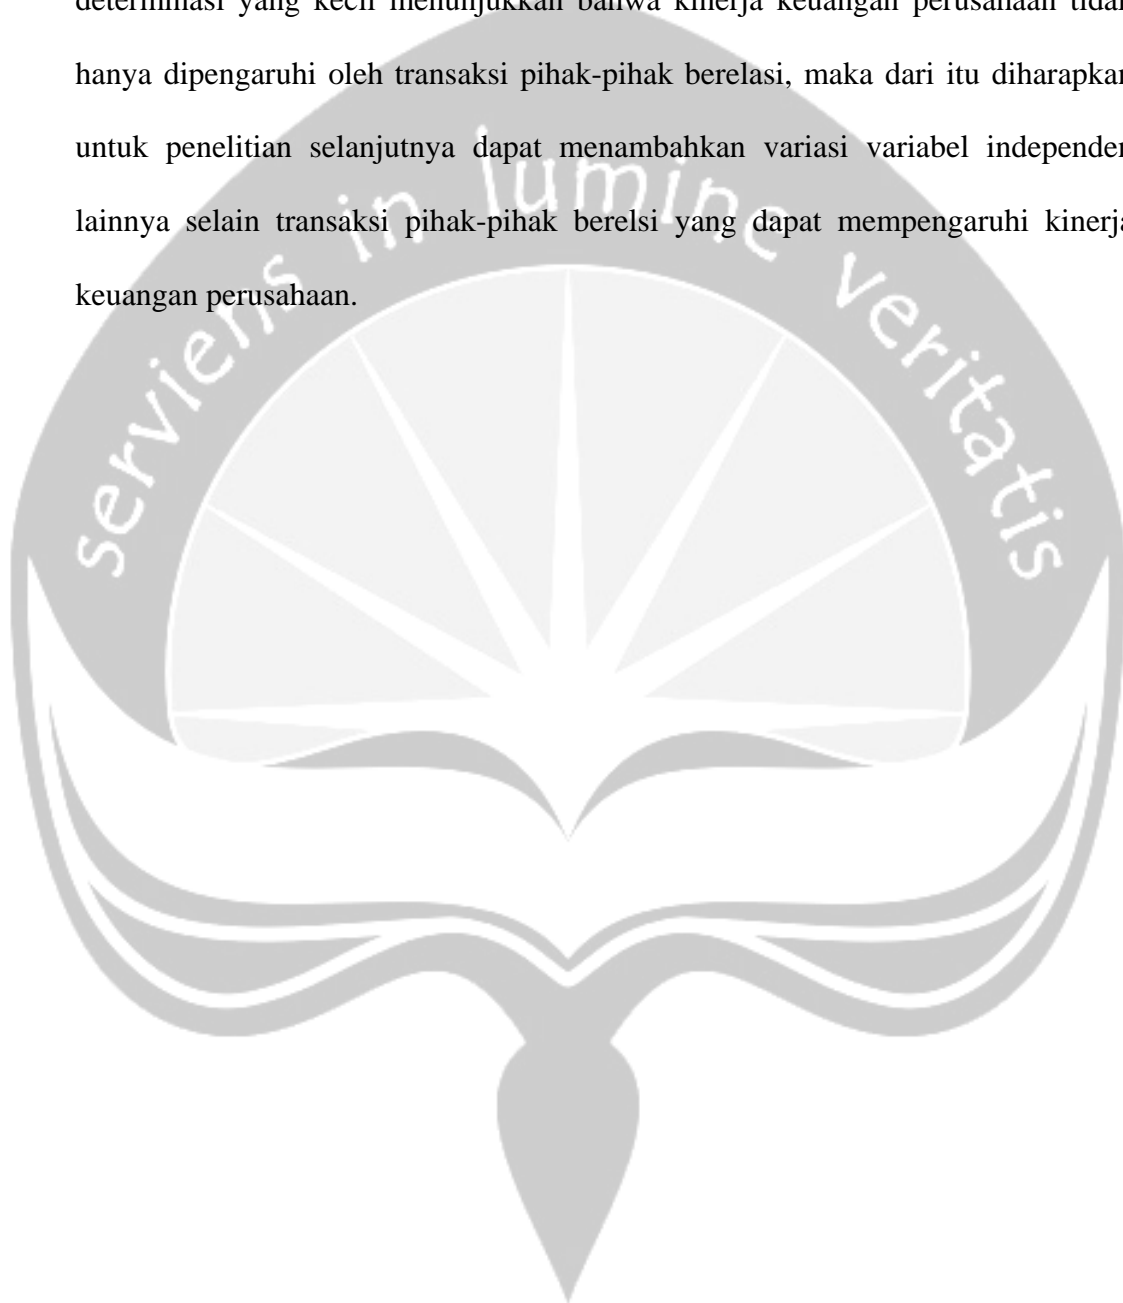 determinasi yang kecil menunjukkan bahwa kinerja keuangan perusahaan tidak
hanya dipengaruhi oleh transaksi pihak-pihak berelasi, maka dari itu diharapkan
untuk penelitian selanjutnya dapat menambahkan variasi variabel independen
lainnya selain transaksi pihak-pihak berelsi yang dapat mempengaruhi kinerja
keuangan perusahaan.
serviens in lumine veritatis